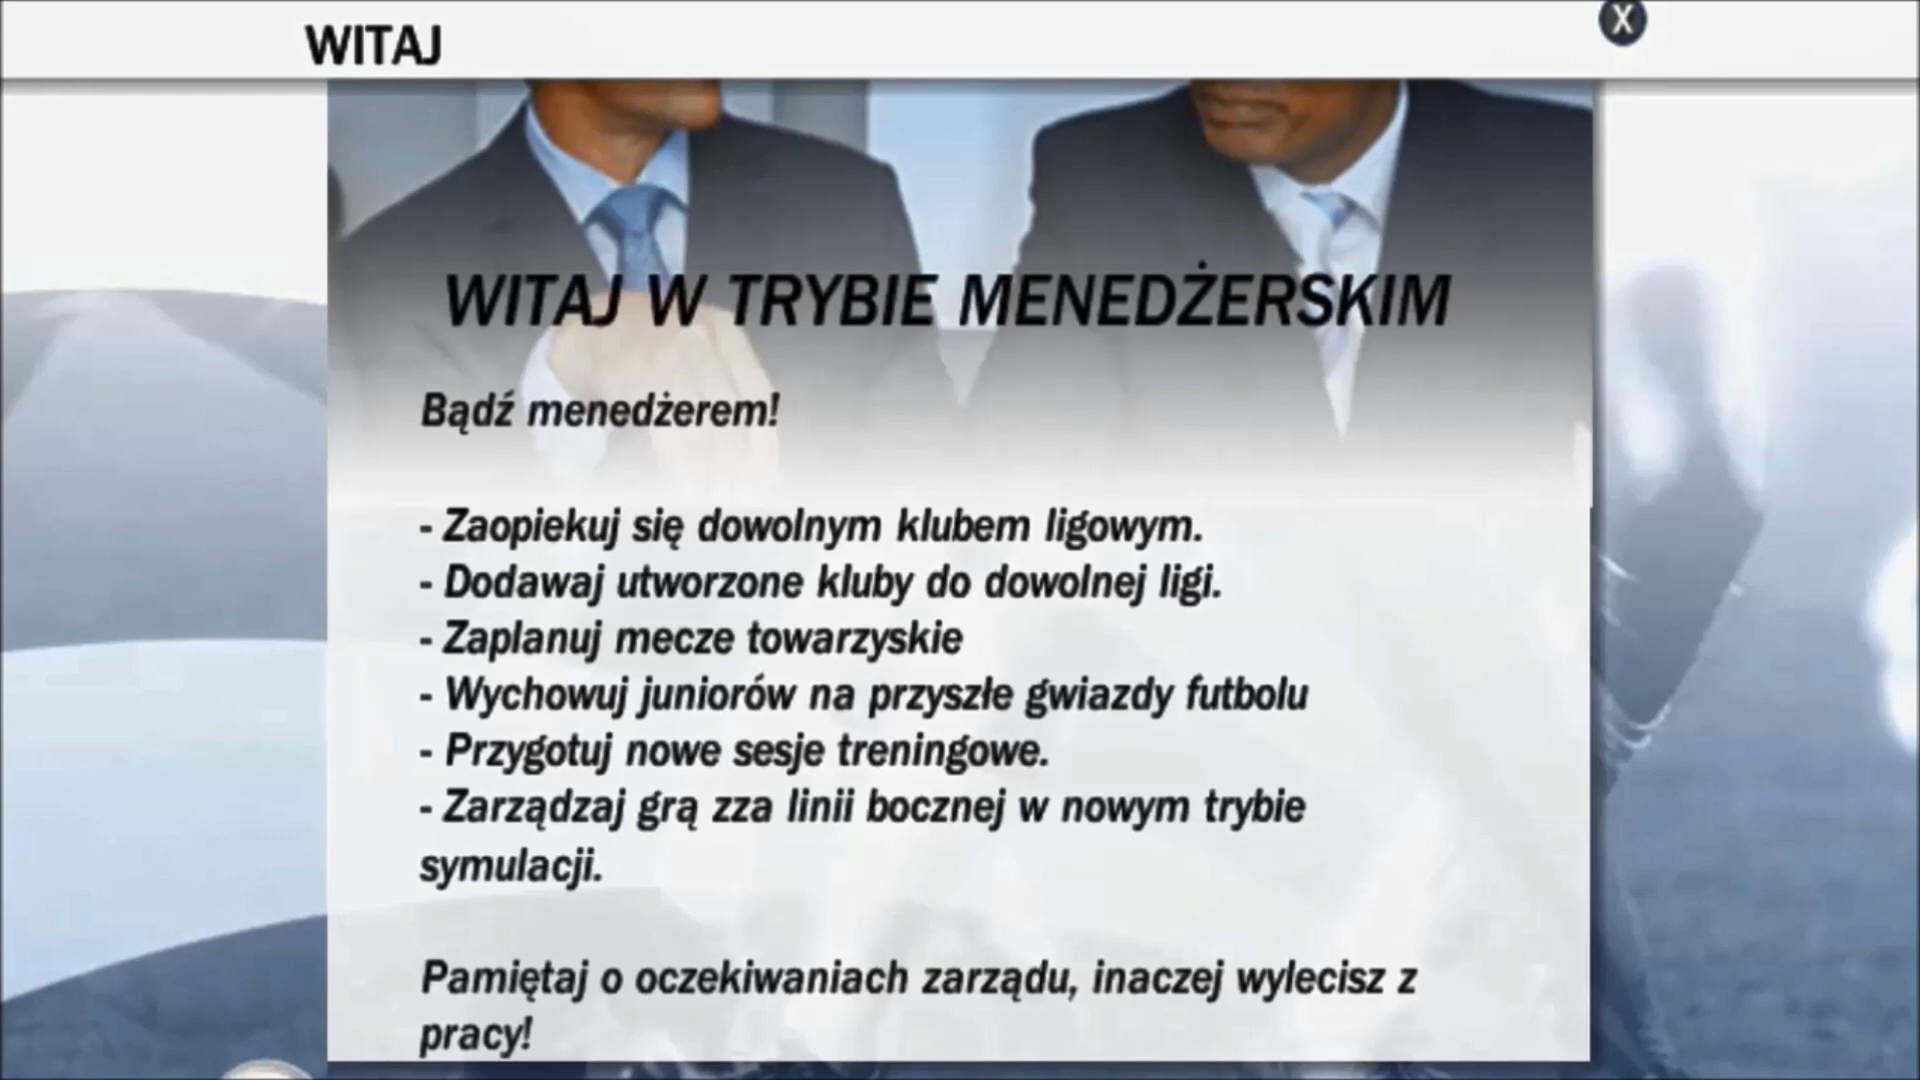 WITAJ
X
WITAJ W TRYBIE MENEDŻERSKIM
Bądź menedżerem!
- Zaopiekuj się dowolnym klubem ligowym.
- Dodawaj utworzone kluby do dowolnej ligi.
- Zaplanuj mecze towarzyskie
- Wychowuj juniorów na przyszłe gwiazdy futbolu
- Przygotuj nowe sesje treningowe.
- Zarządzaj grą zza linii bocznej w nowym trybie
symulacji.
Pamiętaj o oczekiwaniach zarządu, inaczej wylecisz z
pracy!